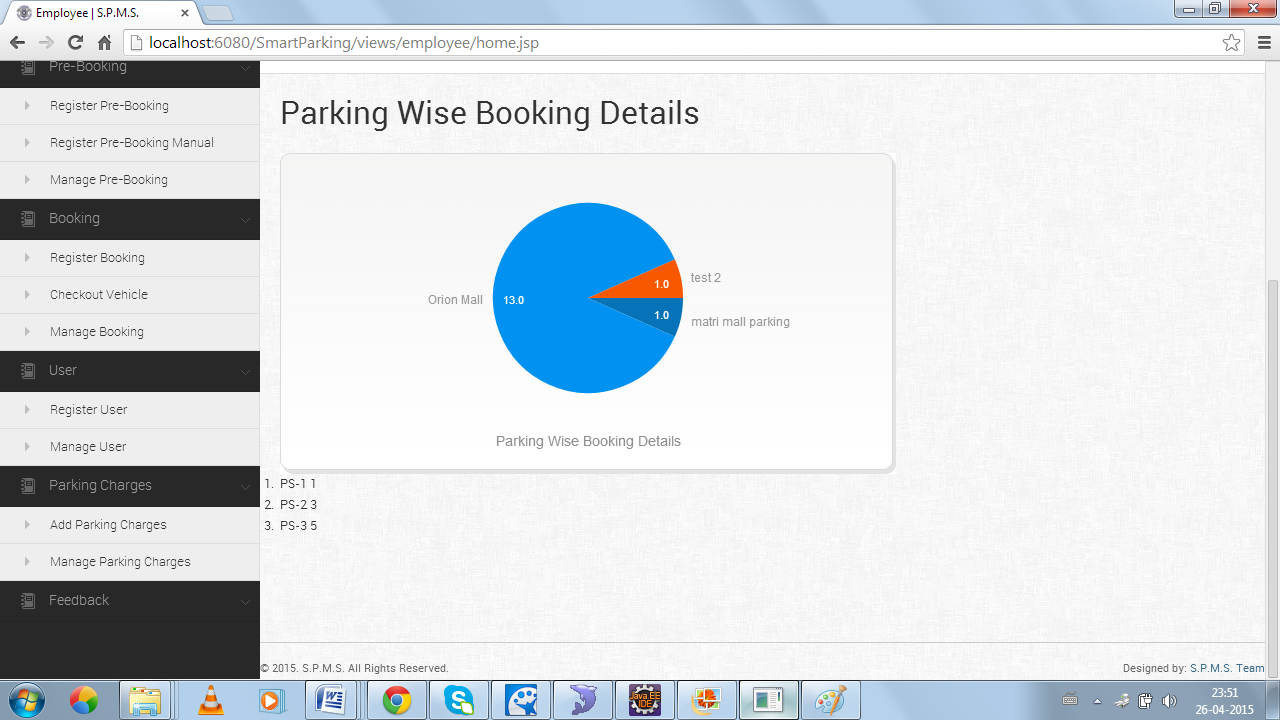 Employee | S.P.M.S.
localhost:6080/SmartParking/views/employee/home.jsp
Pre-Booking
Register Pre-Booking
Register Pre-Booking Manual
Manage Pre-Booking
Booking
Register Booking
Checkout Vehicle
Manage Booking
User
Register User
Manage User
Parking Charges
Add Parking Charges
Manage Parking Charges
Feedback
Parking Wise Booking Details
test 2
1.0
Orion Mall
13.0
1.0
matri mall parking
Parking Wise Booking Details
1. PS-1 1
2. PS-2 3
3. PS-3 5
© 2015. S.P.M.S. All Rights Reserved.
Designed by: S.P.M.S. Team
Java EE
IDE
23:51
26-04-2015